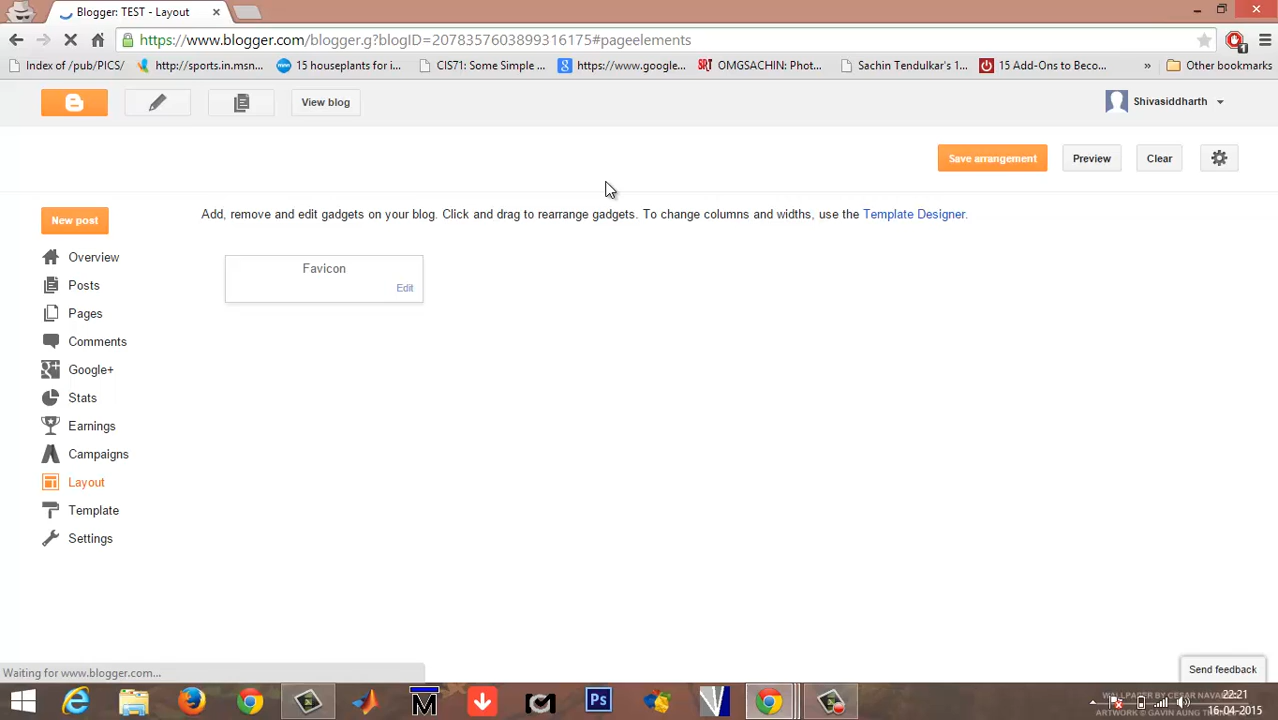 Blogger: TEST - Layout
https://www.blogger.com/blogger.g?blogID=2078357603899316175#pageelements
Index of /pub/PICS/
http://sports.in.msn...
15 houseplants for i...
CIS71: Some Simple ...
https://www.google...
SRT OMGSACHIN: Phot...
Sachin Tendulkar's 1...
15 Add-Ons to Beco...
»
Other bookmarks
View blog
Shivasiddharth
Save arrangement
Preview
Clear
New post
Add, remove and edit gadgets on your blog. Click and drag to rearrange gadgets. To change columns and widths, use the Template Designer.
Overview
Favicon
Edit
Posts
Pages
Comments
Google+
Stats
Earnings
Campaigns
Layout
Template
Settings
Waiting for www.blogger.com...
Send feedback
Ps
22:21
16-04-2015